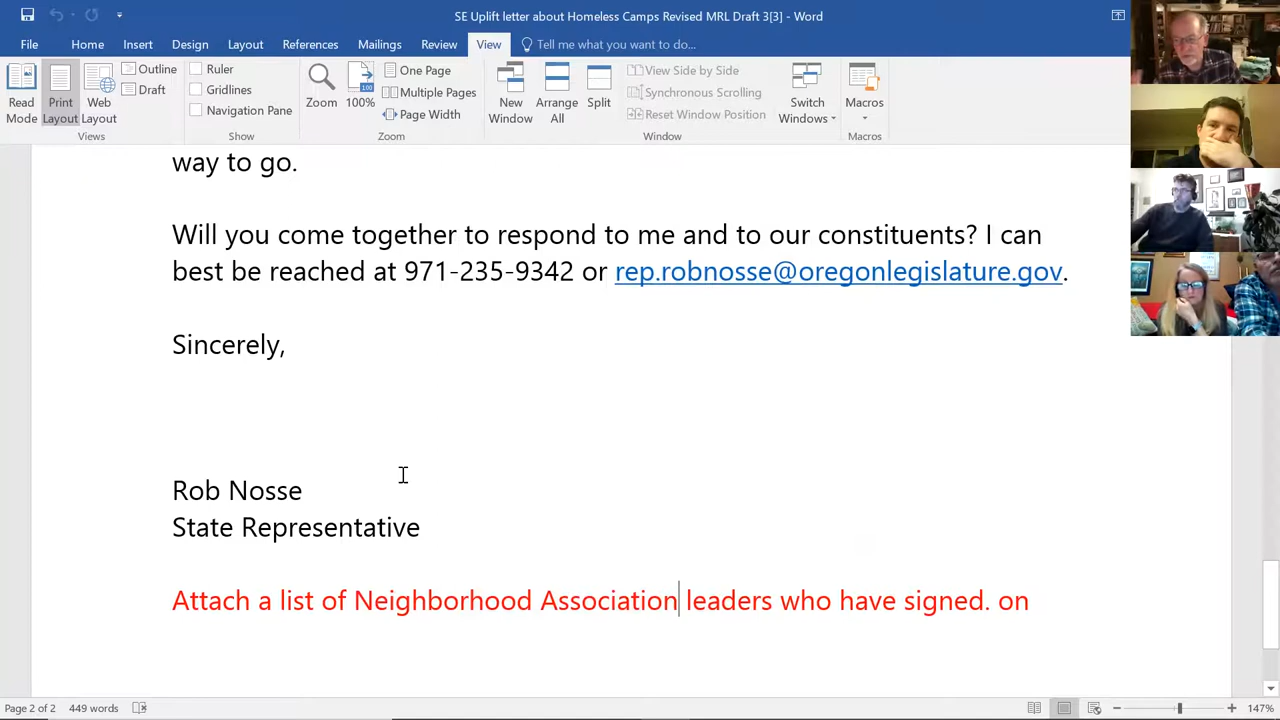 SE Uplift letter about Homeless Camps Revised MRL Draft 3[3] - Word
File Home Insert Design Layout References Mailings Review View Tell me what you want to do...
Read Mode
Print Layout
Web Layout
Outline
Draft
Views
Ruler
Gridlines
Navigation Pane
Show
Zoom
100
100%
One Page
Multiple Pages
Page Width
Zoom
New Window
Arrange All
Split
View Side by Side
Synchronous Scrolling
Reset Window Position
Window
Switch Windows
Macros
Macros
way to go.
Will you come together to respond to me and to our constituents? I can
best be reached at 971-235-9342 or rep.robnosse@oregonlegislature.gov.
Sincerely,
Rob Nosse
State Representative
Attach a list of Neighborhood Association leaders who have signed. on
Page 2 of 2 449 words 147%